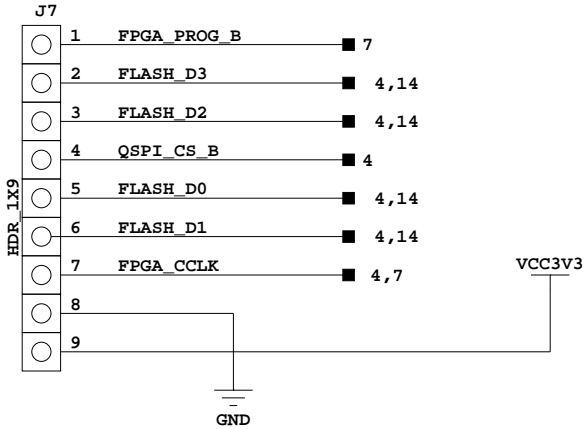 J7
1 FPGA_PROG_B 7
2 FLASH_D3 4,14
3 FLASH_D2 4,14
4 QSPI_CS_B 4
5 FLASH_D0 4,14
6 FLASH_D1 4,14
7 FPGA_CCLK 4,7
8
9
HDR_1X9
VCC3V3
GND